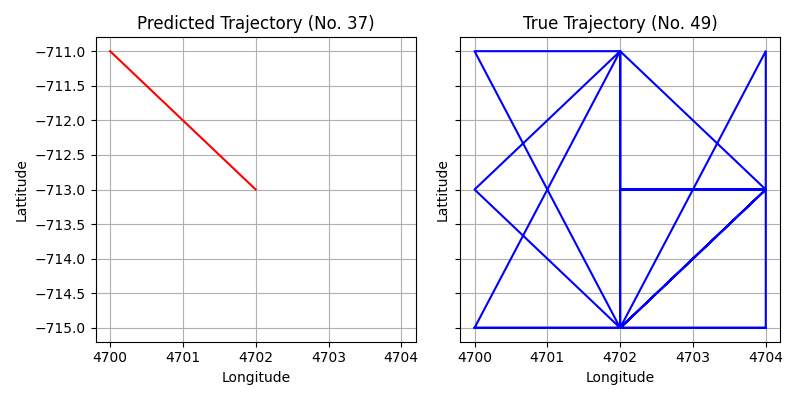 Predicted Trajectory (No. 37)
True Trajectory (No. 49)
Lattitude
−711.0
−711.5
−712.0
−712.5
−713.0
−713.5
−714.0
−714.5
−715.0
4700 4701 4702 4703 4704
Longitude
Lattitude
4700 4701 4702 4703 4704
Longitude